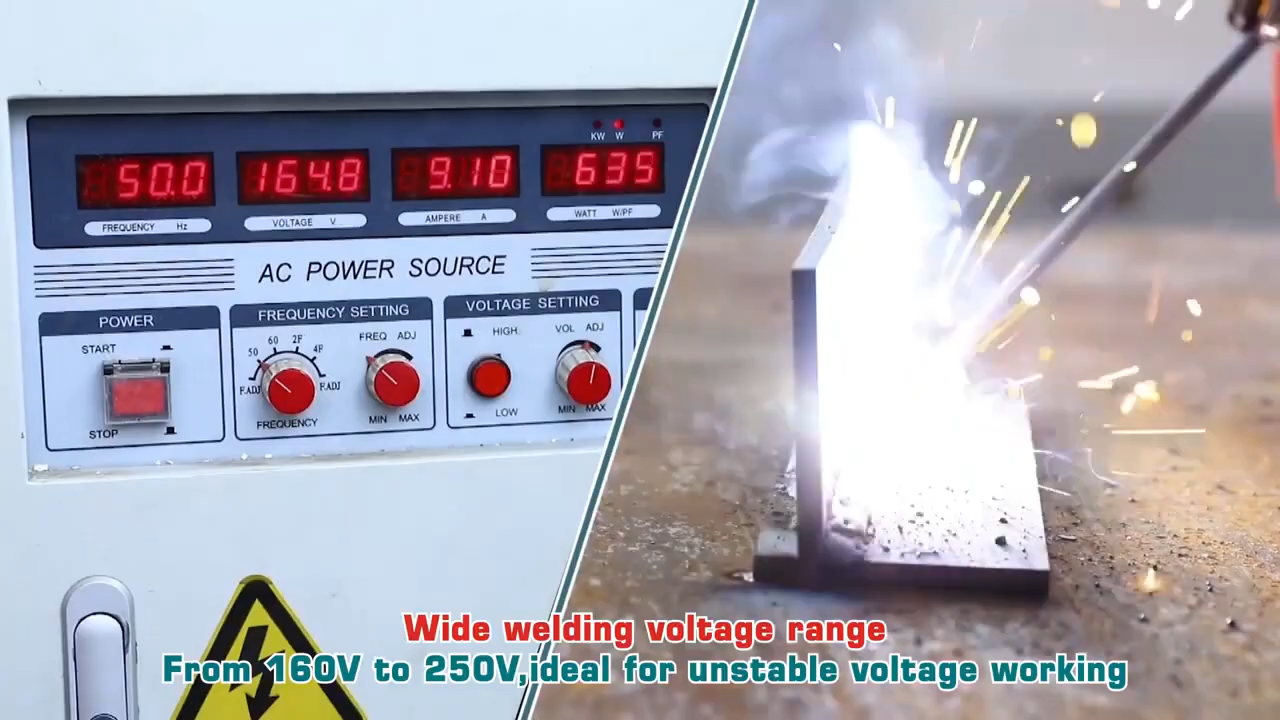 KW W PF
50.0 164.8 9.10 635
FREQUENCY Hz VOLTAGE V AMPERE A WATT W/PF
AC POWER SOURCE
POWER
START
STOP
FREQUENCY SETTING
50 60 2F 4F
F.ADJ F.ADJ
FREQUENCY
FREQ ADJ
MIN MAX
VOLTAGE SETTING
HIGH
LOW
VOL ADJ
MIN MAX
Wide welding voltage range
From 160V to 250V,ideal for unstable voltage working